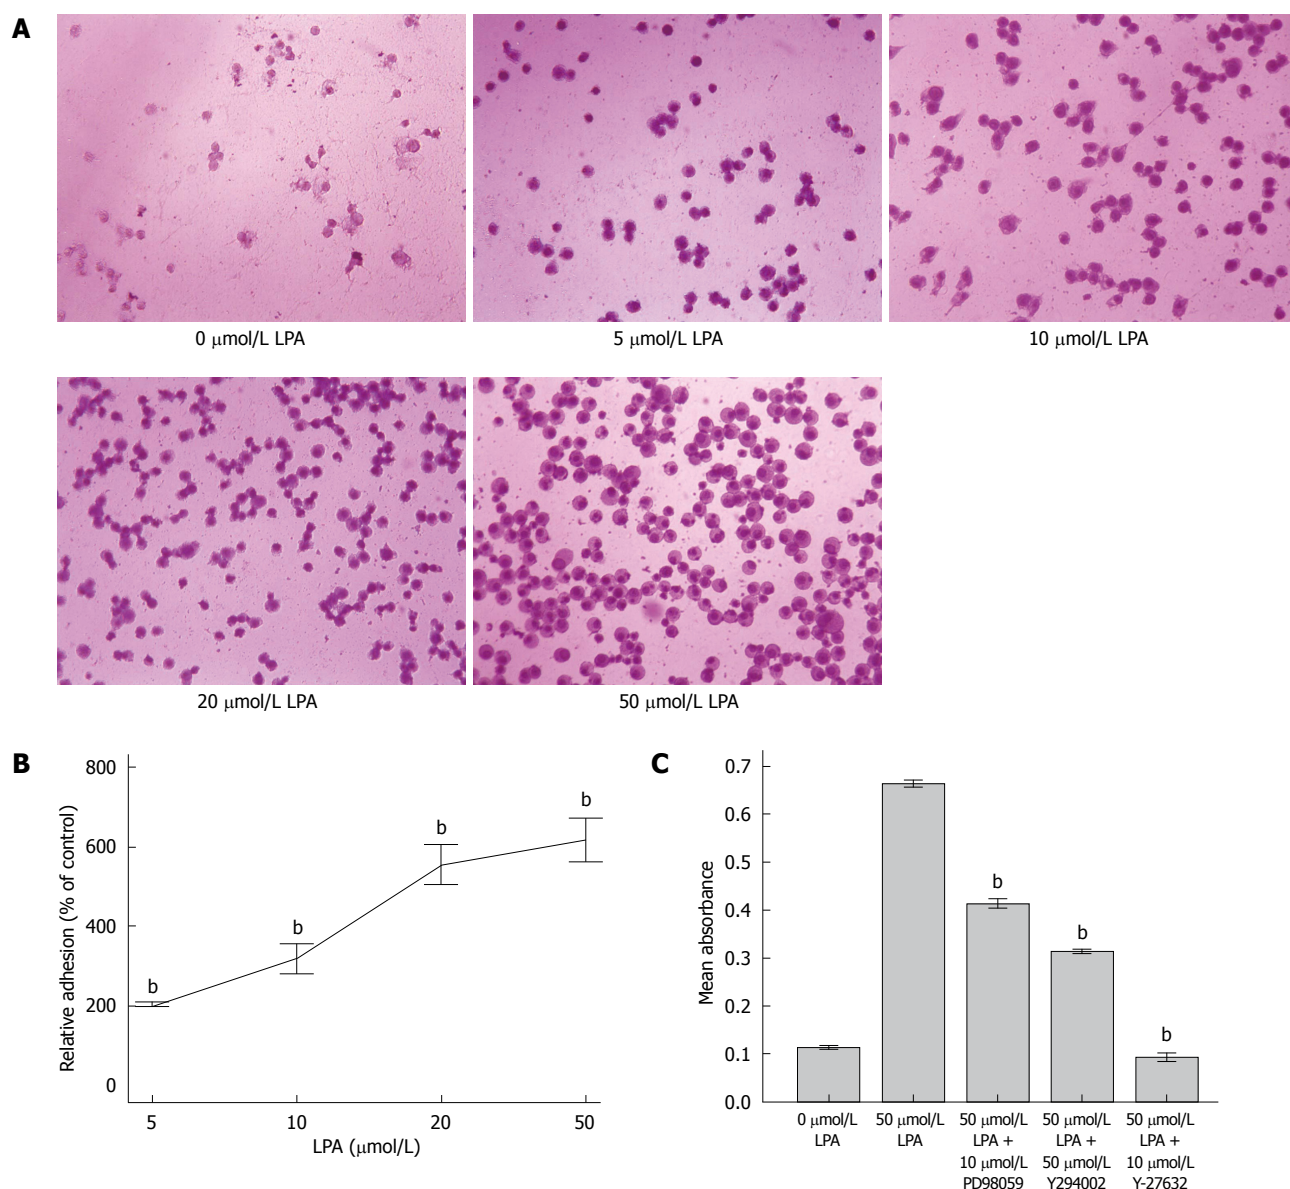 A
0 μmol/L LPA
5 μmol/L LPA
10 μmol/L LPA
20 μmol/L LPA
50 μmol/L LPA
B
800
600
400
200
0
Relative adhesion (% of control)
b
b
b
b
5
10
20
50
LPA (μmol/L)
C
0.7
0.6
0.5
0.4
0.3
0.2
0.1
0.0
Mean absorbance
b
b
b
0 μmol/L
LPA
50 μmol/L
LPA
50 μmol/L
LPA +
10 μmol/L
PD98059
50 μmol/L
LPA +
50 μmol/L
Y294002
50 μmol/L
LPA +
10 μmol/L
Y-27632